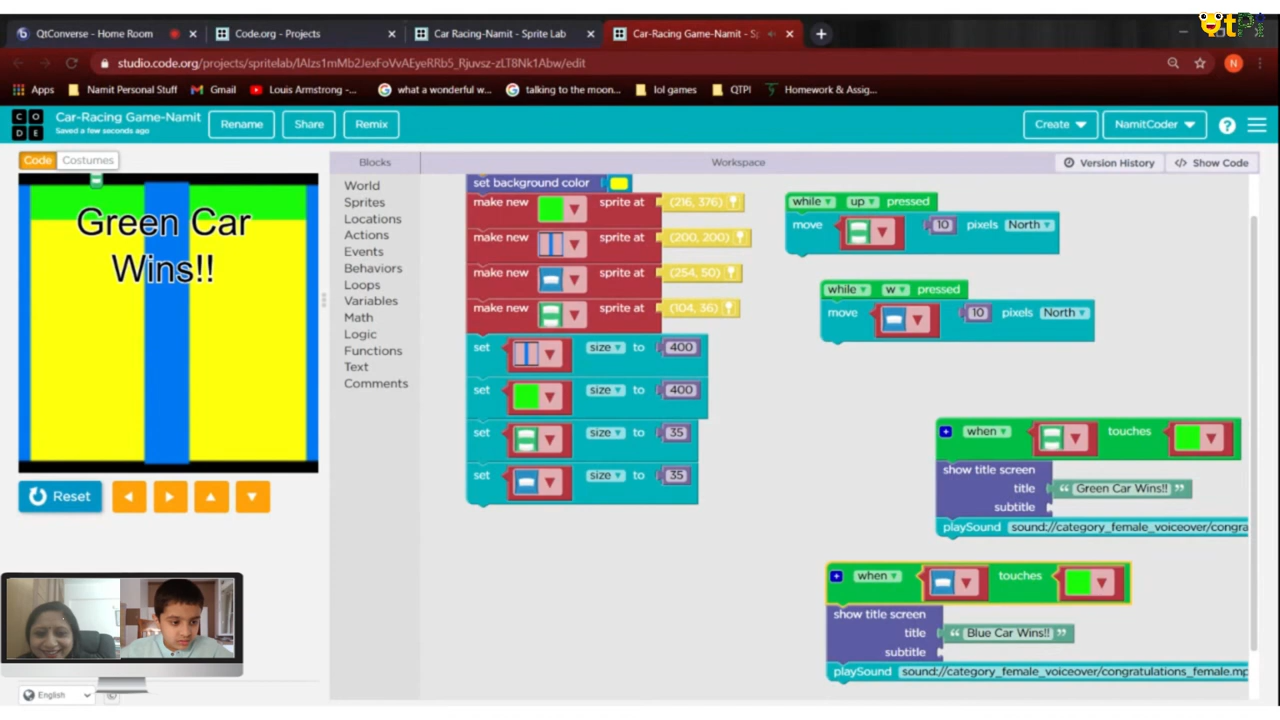 QtPi
QtConverse - Home Room
Code.org - Projects
Car Racing-Namit - Sprite Lab
Car-Racing Game-Namit - Sp
studio.code.org/projects/spritelab/lAlzs1mMb2JexFoVvAEyeRRb5_Rjuvsz-zLT8Nk1Abw/edit
N
Apps
Namit Personal Stuff
Gmail
Louis Armstrong -...
what a wonderful w...
talking to the moon...
lol games
QTPI
Homework & Assig...
C O
D E
Car-Racing Game-Namit
Saved a few seconds ago
Rename
Share
Remix
Create
NamitCoder
?
Code
Costumes
Blocks
Workspace
Version History
</> Show Code
Green Car
Wins!!
Reset
World
Sprites
Locations
Actions
Events
Behaviors
Loops
Variables
Math
Logic
Functions
Text
Comments
set background color
make new sprite at (216, 376)
make new sprite at (200, 200)
make new sprite at (254, 50)
make new sprite at (104, 36)
set size to 400
set size to 400
set size to 35
set size to 35
while up pressed
move 10 pixels North
while w pressed
move 10 pixels North
when touches
show title screen
title “ Green Car Wins!! ”
subtitle
playSound sound://category_female_voiceover/congra
when touches
show title screen
title “ Blue Car Wins!! ”
subtitle
playSound sound://category_female_voiceover/congratulations_female.mp
English